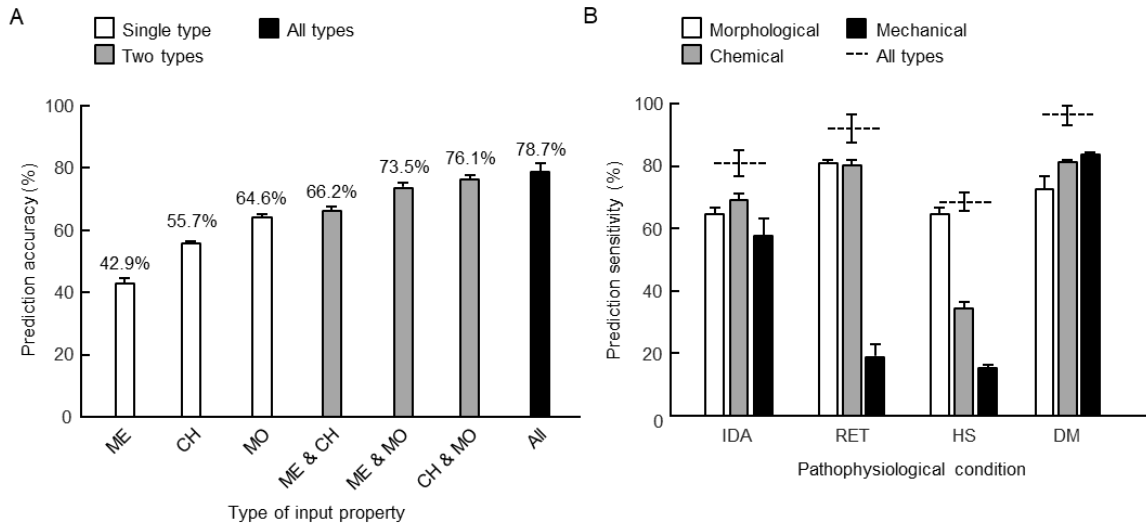 A
Single type
All types
Two types
100
80
60
40
20
0
Prediction accuracy (%)
42.9%
55.7%
64.6%
66.2%
73.5%
76.1%
78.7%
ME
CH
MO
ME & CH
ME & MO
CH & MO
All
Type of input property
B
Morphological
Mechanical
Chemical
All types
100
80
60
40
20
0
Prediction sensitivity (%)
IDA
RET
HS
DM
Pathophysiological condition